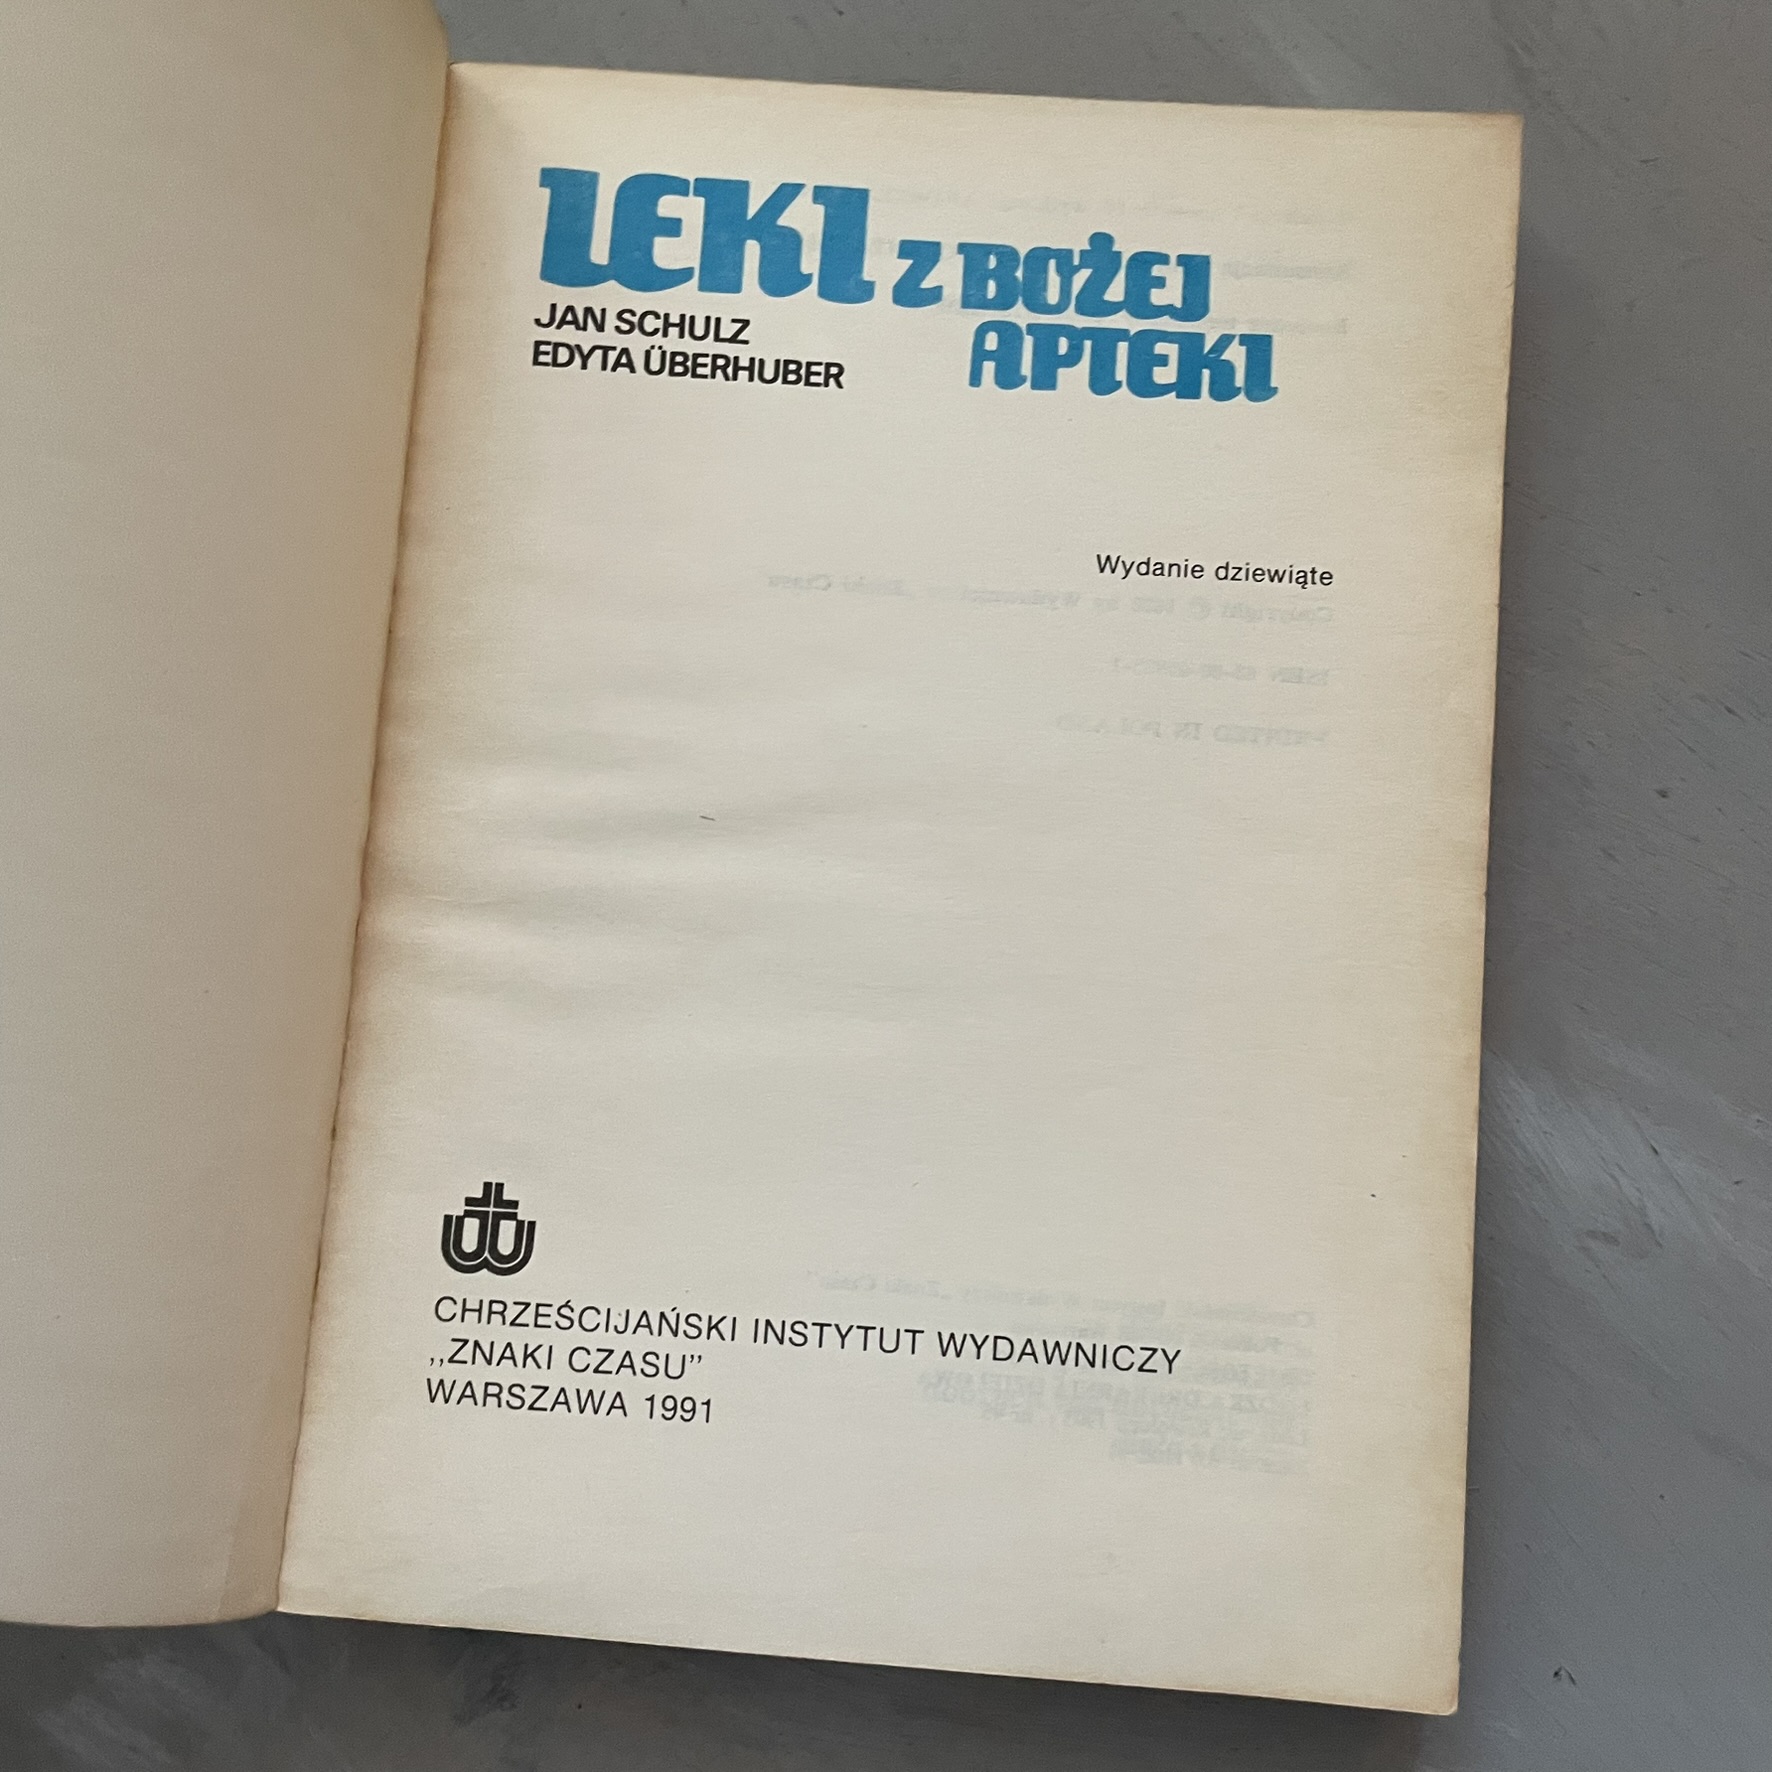 LEKI Z BOŻEJ
APTEKI
JAN SCHULZ
EDYTA ÜBERHUBER
Wydanie dziewiąte
CHRZEŚCIJAŃSKI INSTYTUT WYDAWNICZY
,,ZNAKI CZASU”
WARSZAWA 1991